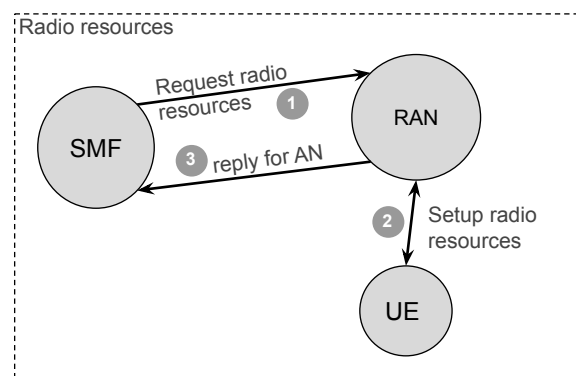 Radio resources
Request radio
resources
1
SMF
RAN
3
reply for AN
2
Setup radio
resources
UE